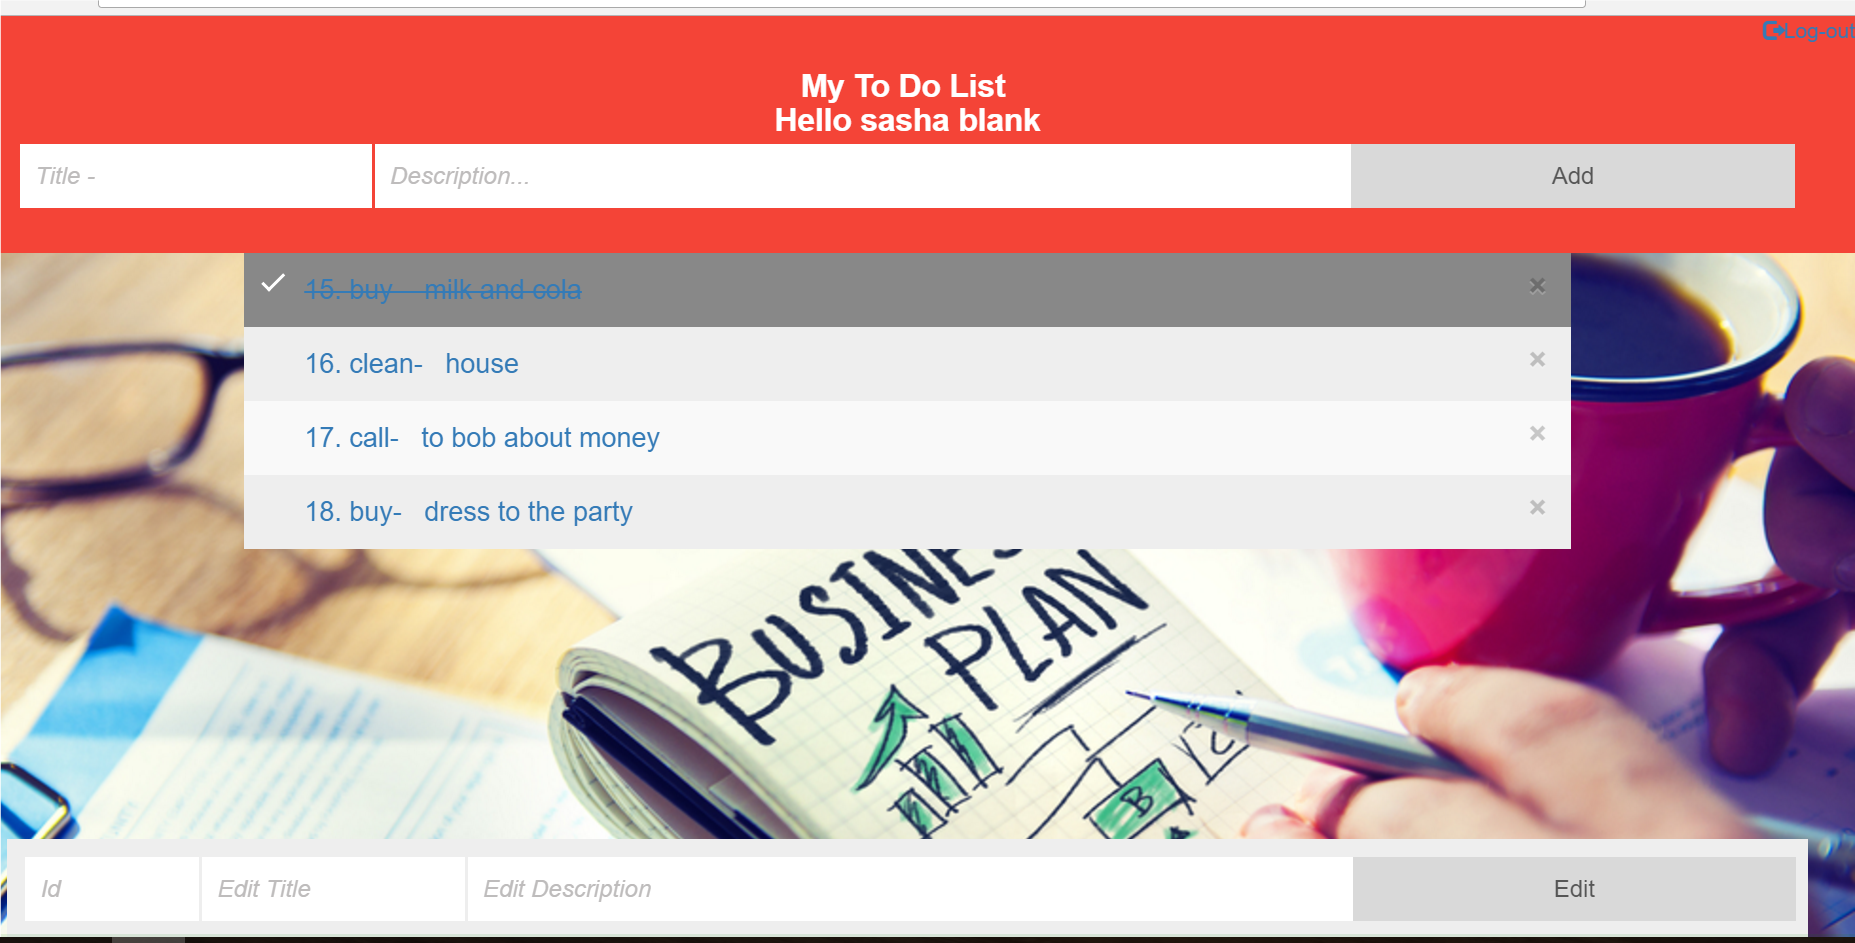 Log-out
My To Do List
Hello sasha blank
Title -
Description...
Add
15. buy- milk and cola
16. clean- house
17. call- to bob about money
18. buy- dress to the party
PLAN
B
Id
Edit Title
Edit Description
Edit